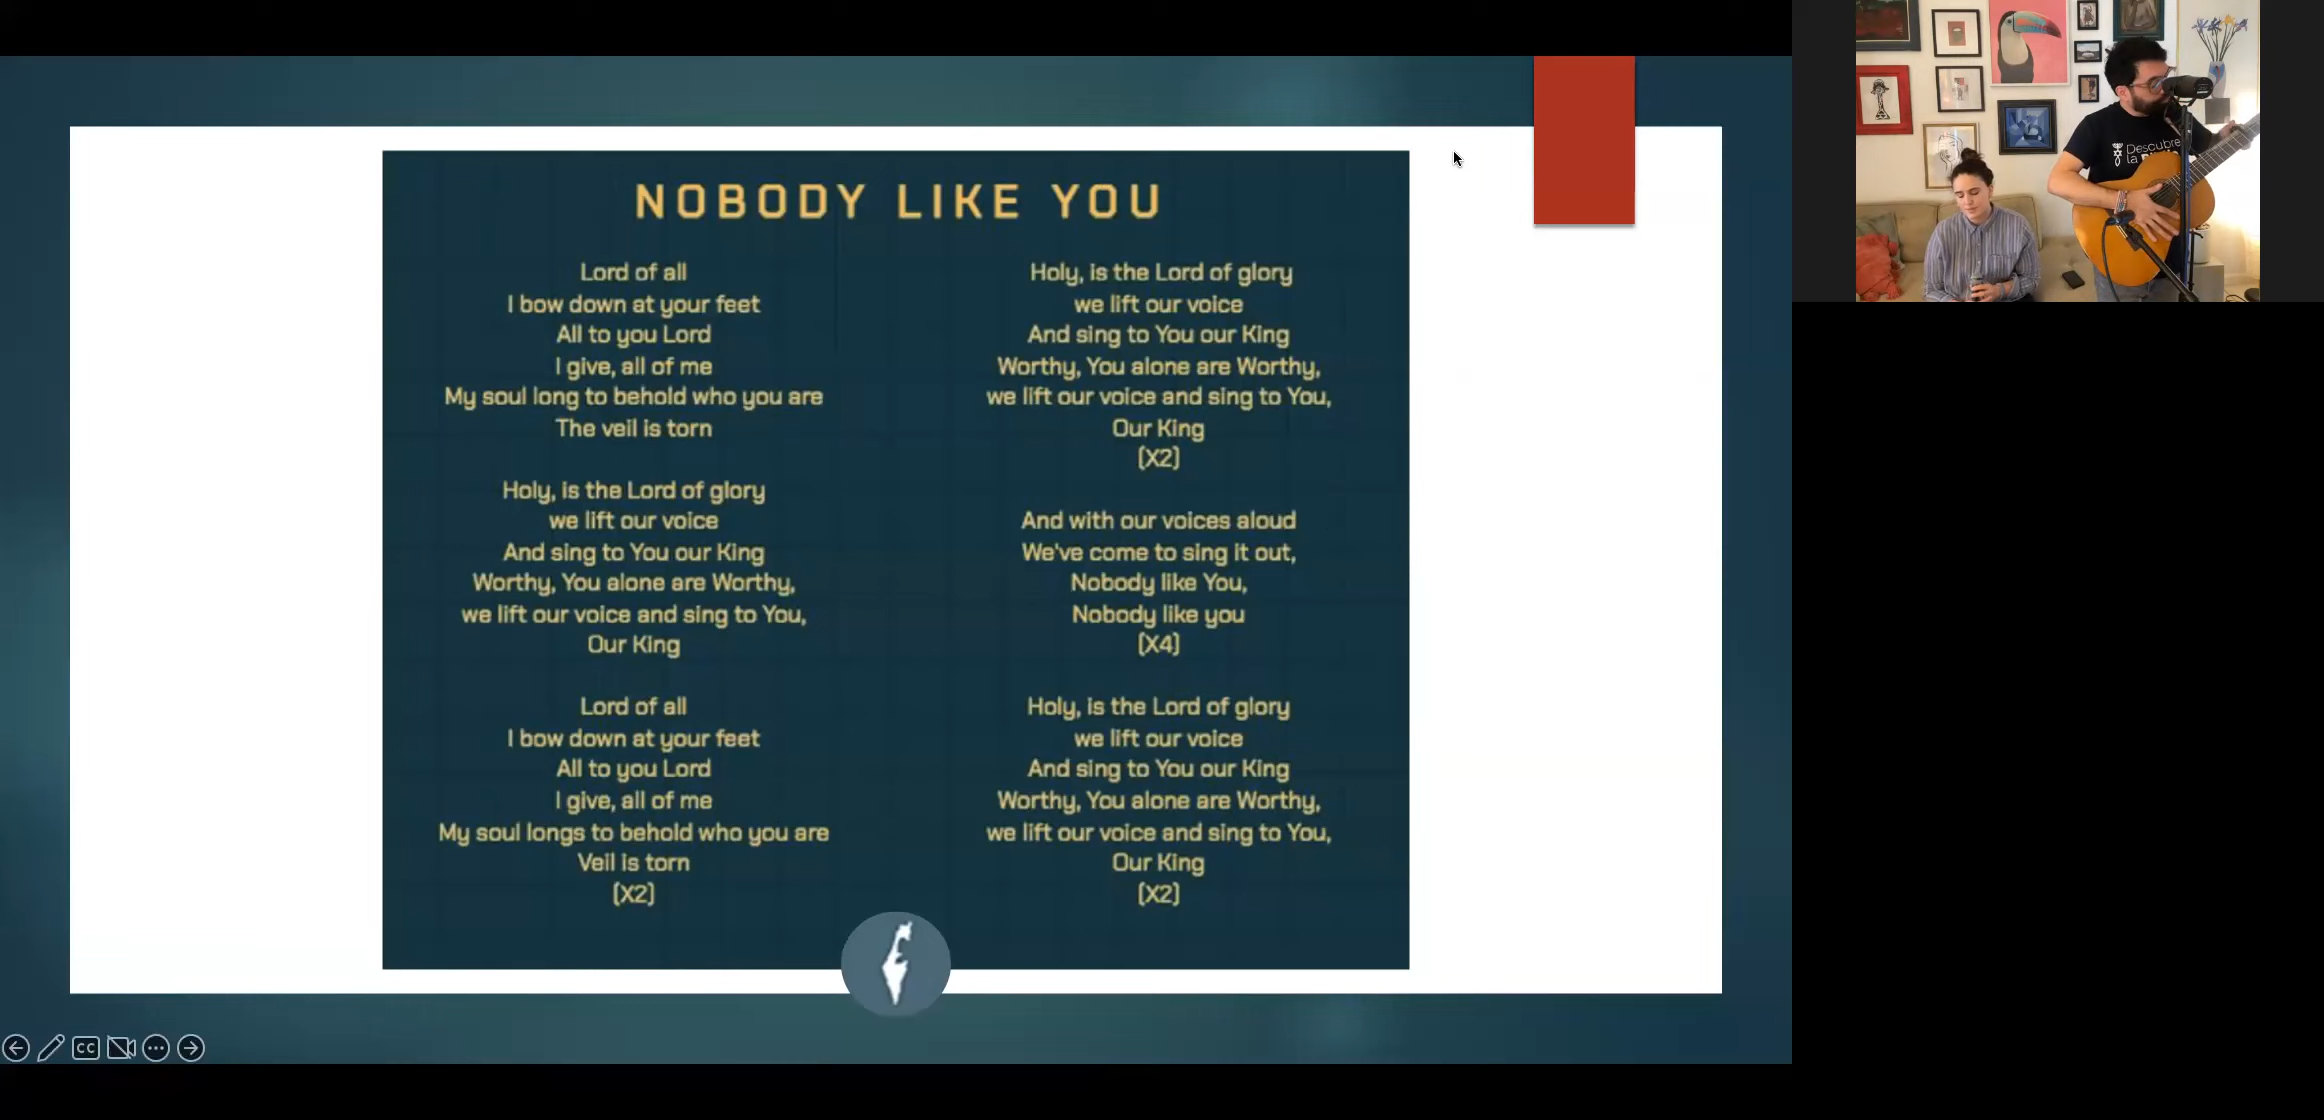 NOBODY LIKE YOU
Lord of all
I bow down at your feet
All to you Lord
I give, all of me
My soul long to behold who you are
The veil is torn
Holy, is the Lord of glory
we lift our voice
And sing to You our King
Worthy, You alone are Worthy,
we lift our voice and sing to You,
Our King
Lord of all
I bow down at your feet
All to you Lord
I give, all of me
My soul longs to behold who you are
Veil is torn
(X2)
Holy, is the Lord of glory
we lift our voice
And sing to You our King
Worthy, You alone are Worthy,
we lift our voice and sing to You,
Our King
(X2)
And with our voices aloud
We've come to sing it out,
Nobody like You,
Nobody like you
(X4)
Holy, is the Lord of glory
we lift our voice
And sing to You our King
Worthy, You alone are Worthy,
we lift our voice and sing to You,
Our King
(X2)
Descubre
la
CC